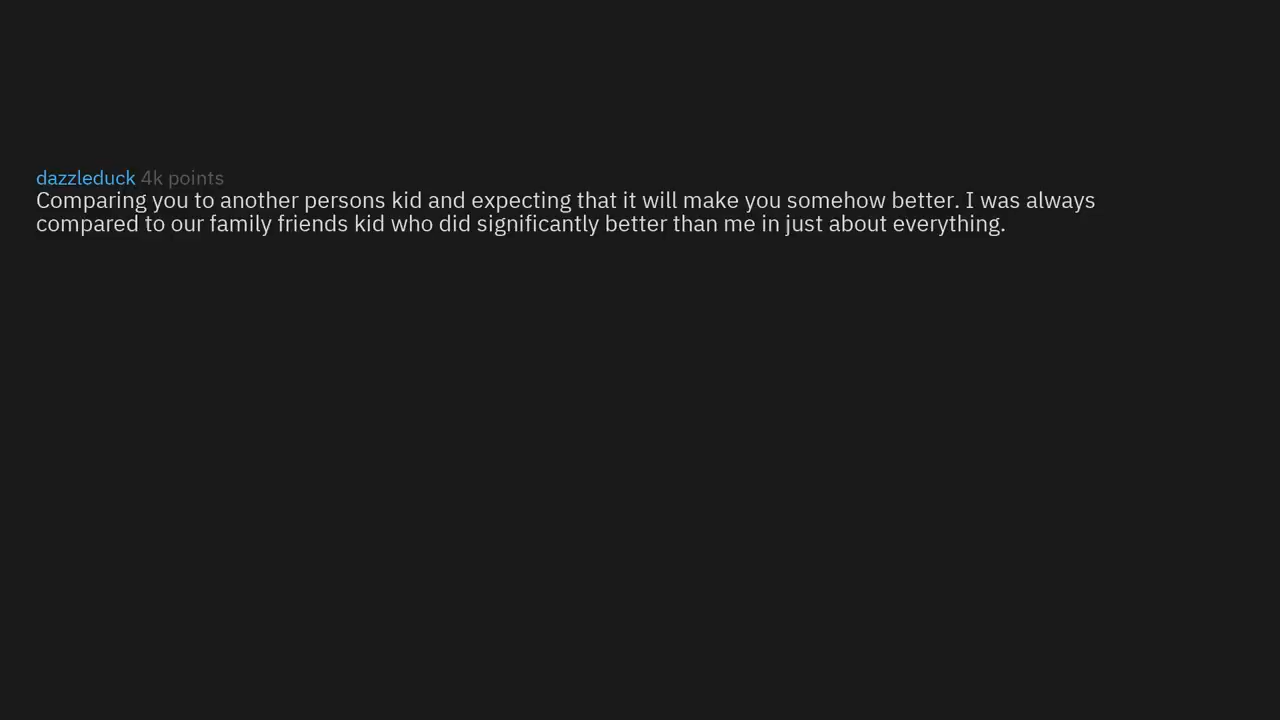 dazzleduck 4k points
Comparing you to another persons kid and expecting that it will make you somehow better. I was always
compared to our family friends kid who did significantly better than me in just about everything.